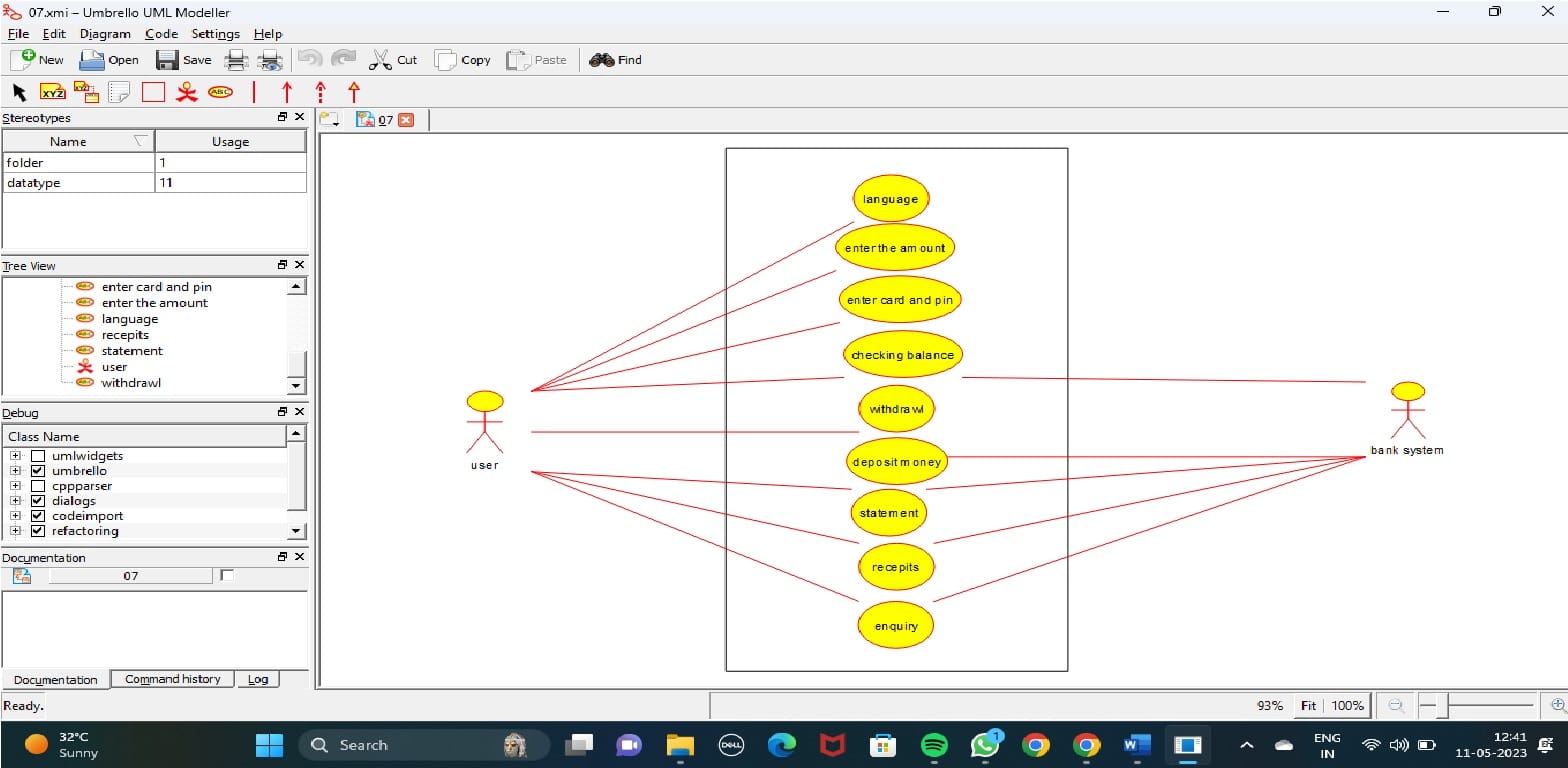 07.xmi – Umbrello UML Modeller
File Edit Diagram Code Settings Help
New Open Save Cut Copy Paste Find
XYZ ABC
Stereotypes
07
Name Usage
folder 1
datatype 11
Tree View
enter card and pin
enter the amount
language
recepits
statement
user
withdrawl
Debug
Class Name
umlwidgets
umbrello
cppparser
dialogs
codeimport
refactoring
Documentation
07
Documentation Command history Log
language
enter the amount
enter card and pin
checking balance
withdrawl
deposit money
statement
recepits
enquiry
user
bank system
Ready.
93% Fit 100%
32°C
Sunny
Search
DELL
1
W
ENG
IN
12:41
11-05-2023